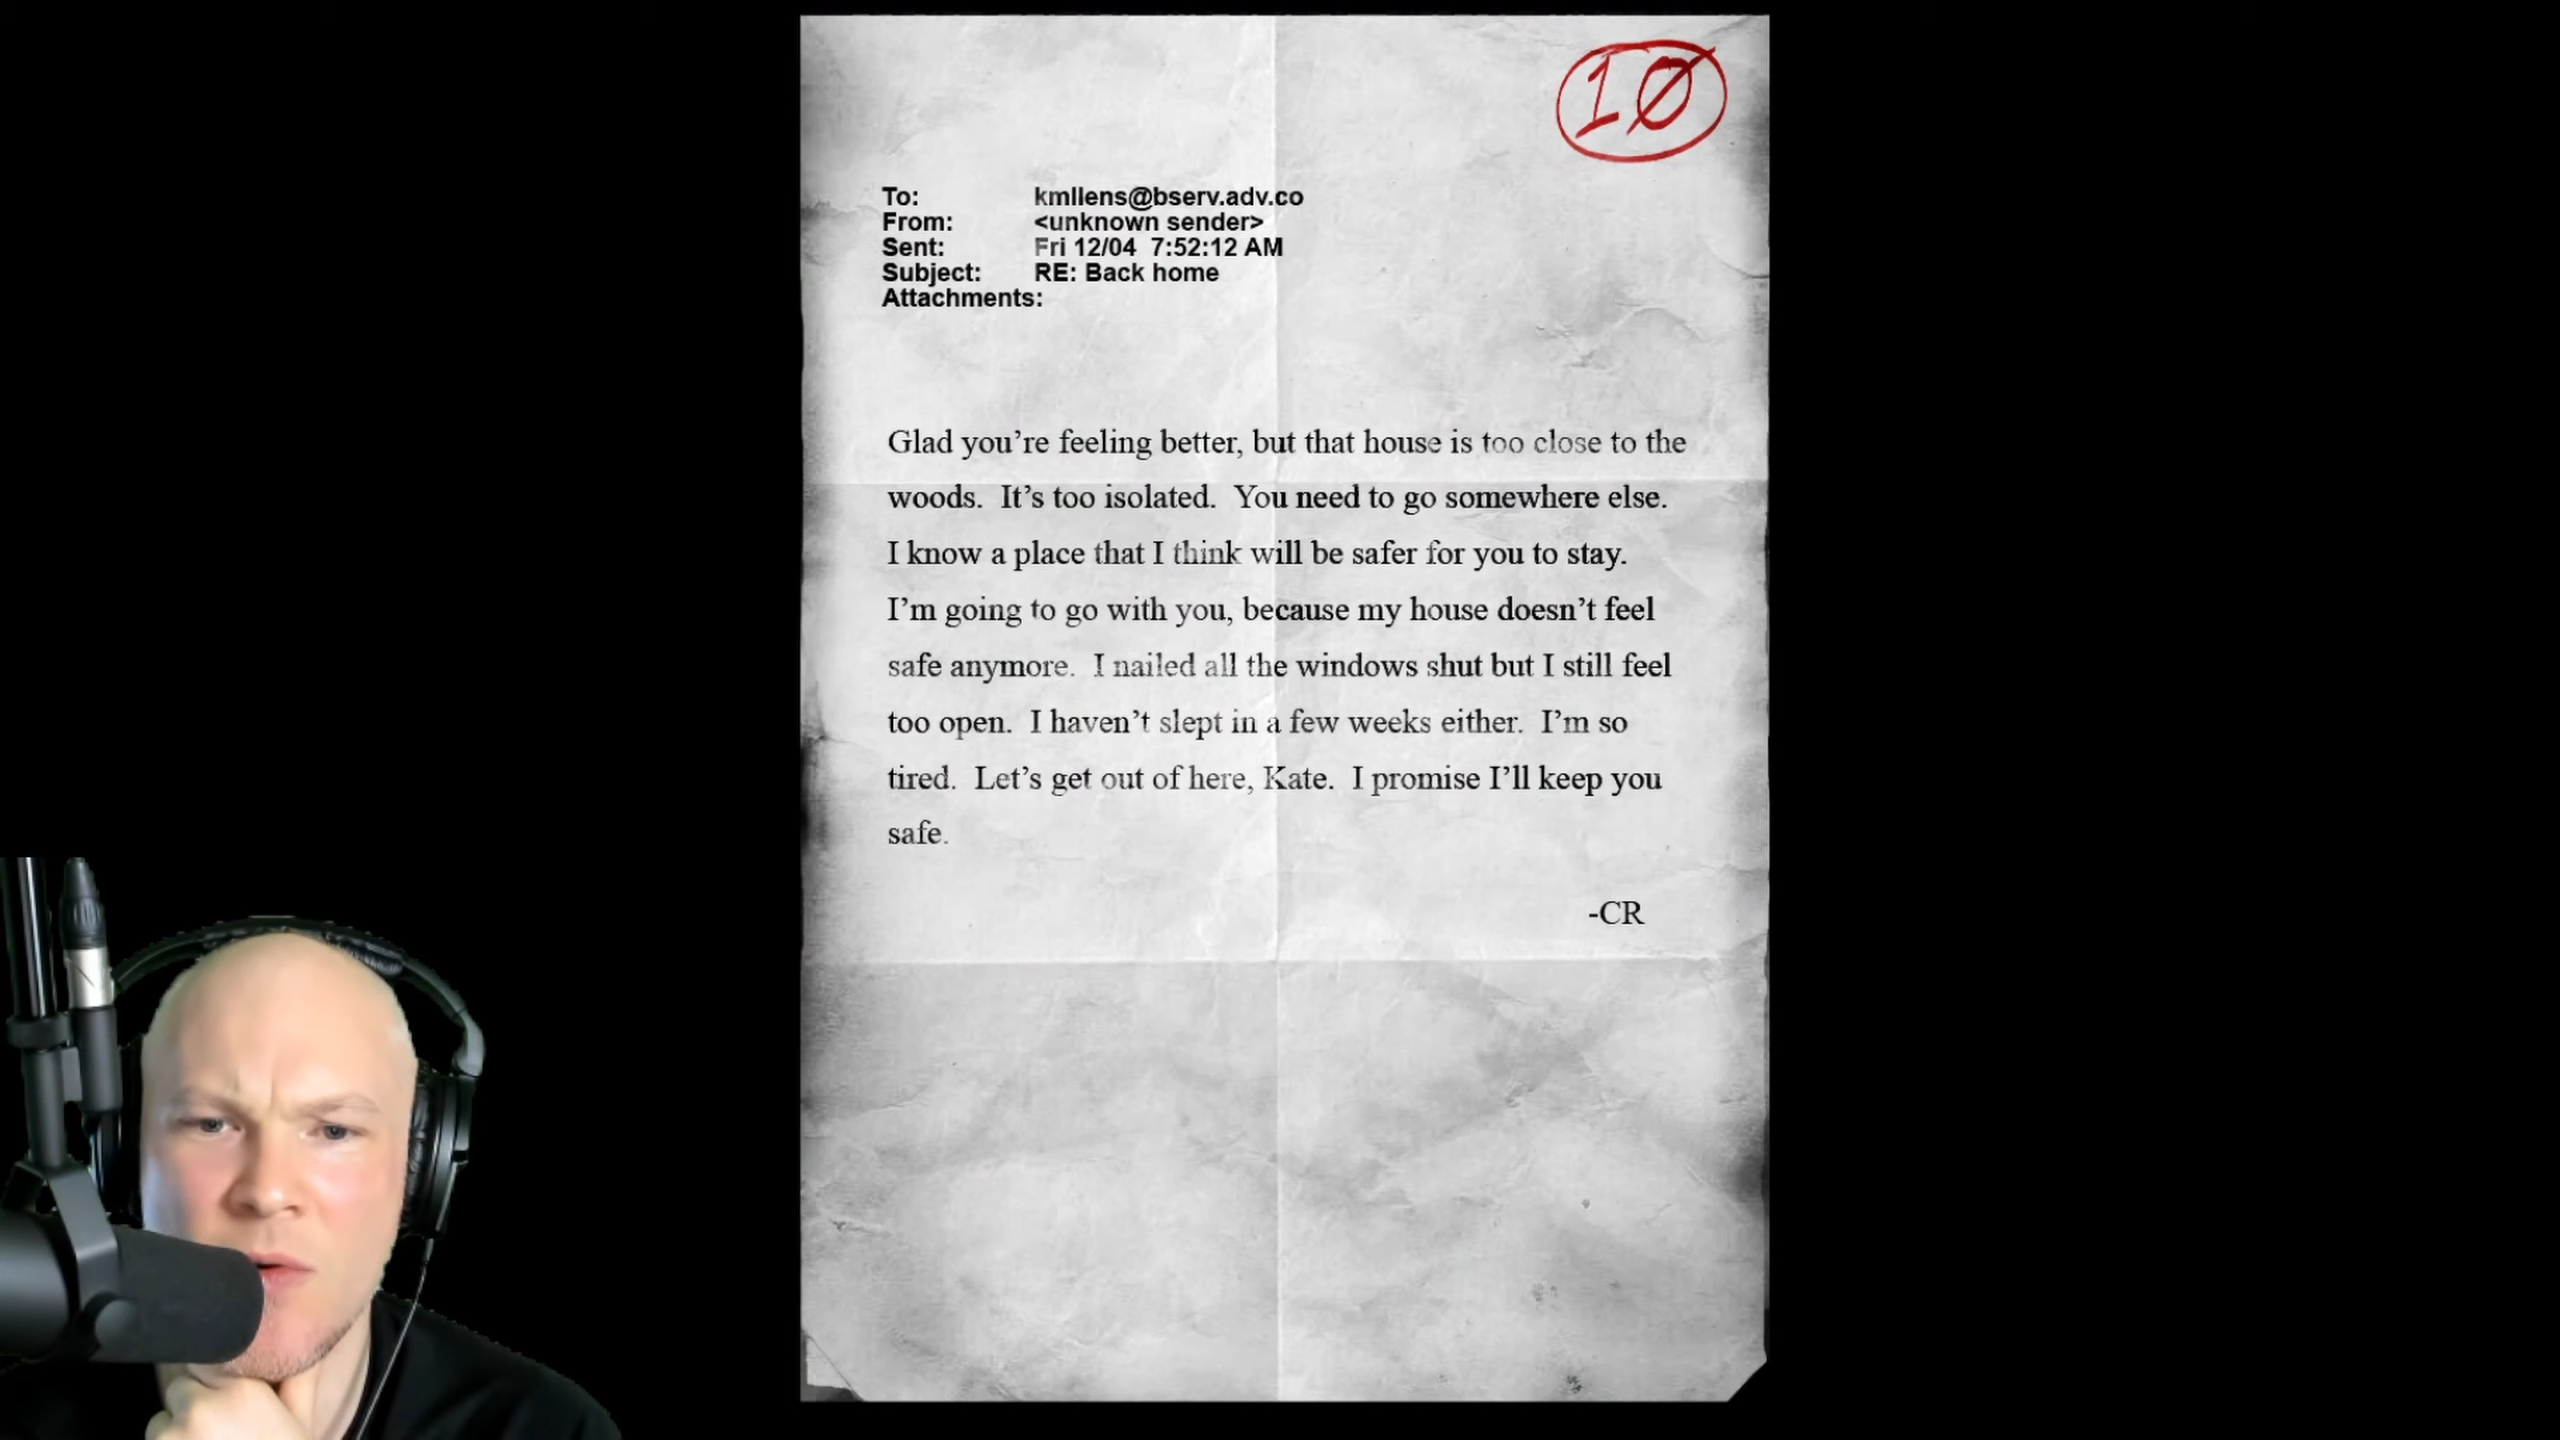 10
To: kmllens@bserv.adv.co
From: <unknown sender>
Sent: Fri 12/04  7:52:12 AM
Subject: RE: Back home
Attachments:
Glad you’re feeling better, but that house is too close to the
woods.  It’s too isolated.  You need to go somewhere else.
I know a place that I think will be safer for you to stay.
I’m going to go with you, because my house doesn’t feel
safe anymore.  I nailed all the windows shut but I still feel
too open.  I haven’t slept in a few weeks either.  I’m so
tired.  Let’s get out of here, Kate.  I promise I’ll keep you
safe.
-CR